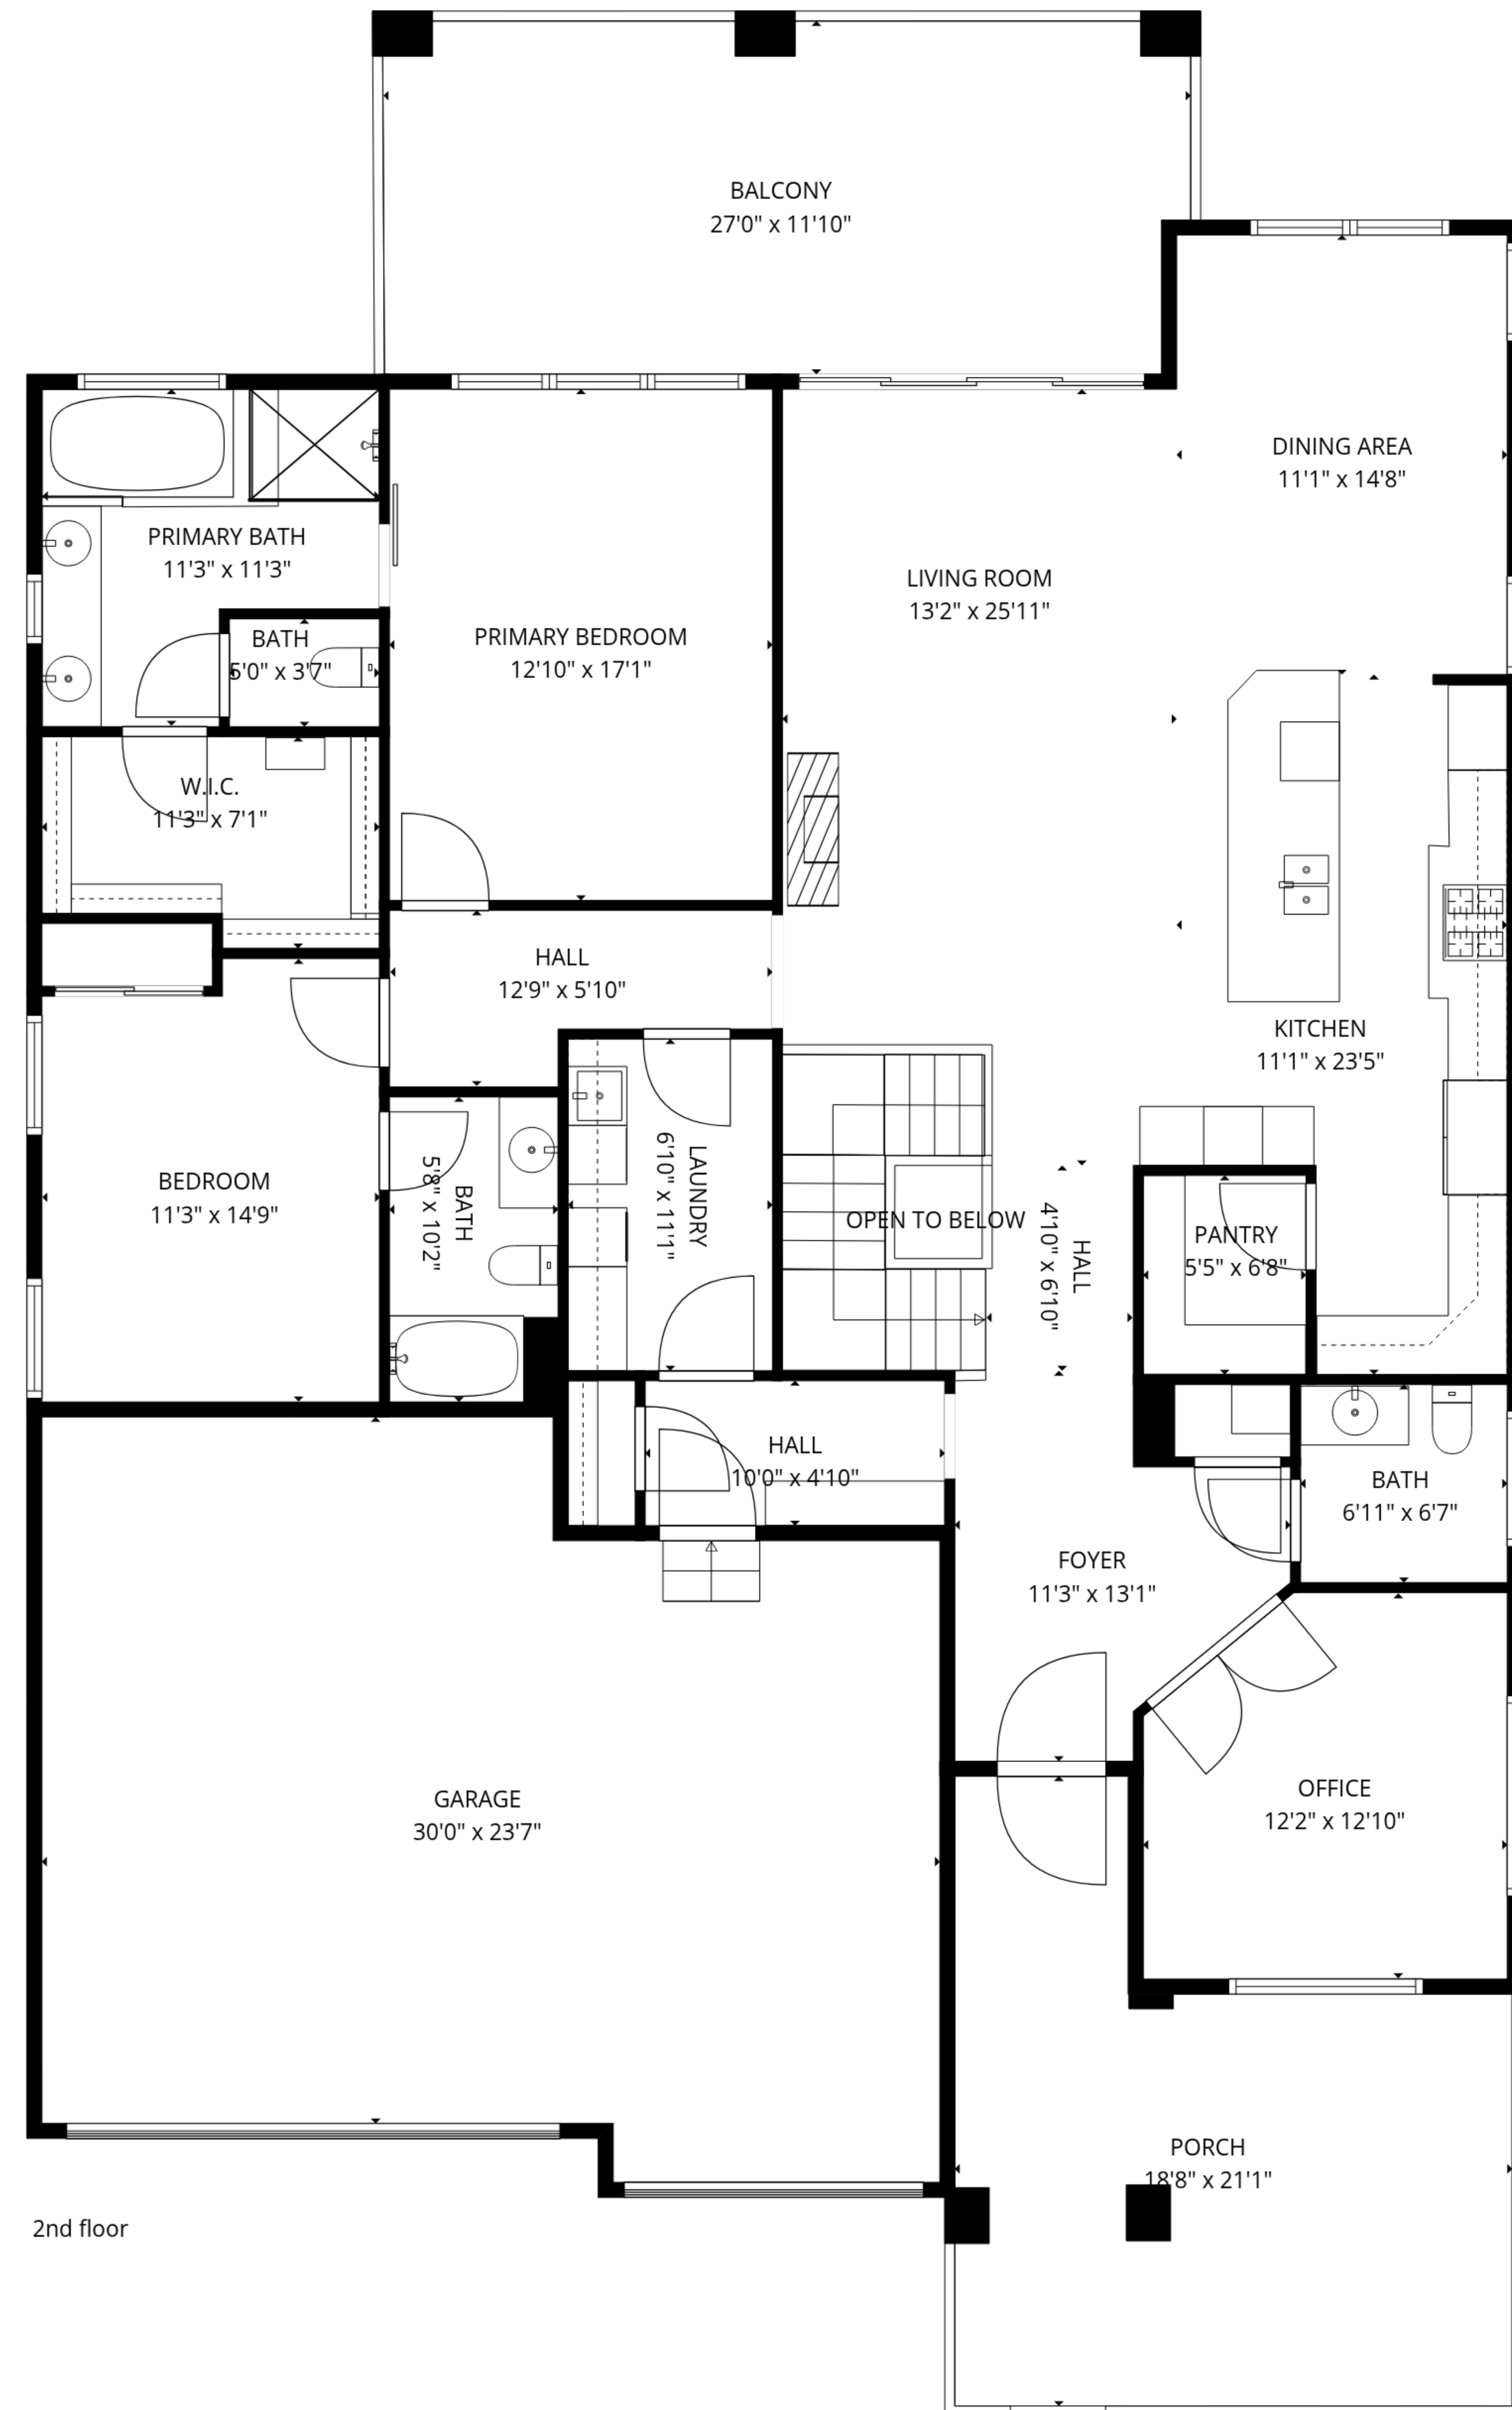 BALCONY
27'0" x 11'10"
DINING AREA
11'1" x 14'8"
PRIMARY BATH
11'3" x 11'3"
LIVING ROOM
13'2" x 25'11"
BATH
5'0" x 3'7"
PRIMARY BEDROOM
12'10" x 17'1"
W.I.C.
11'3" x 7'1"
HALL
12'9" x 5'10"
KITCHEN
11'1" x 23'5"
BEDROOM
11'3" x 14'9"
BATH
5'8" x 10'2"
LAUNDRY
6'10" x 11'1"
OPEN TO BELOW
HALL
4'10" x 6'10"
PANTRY
5'5" x 6'8"
HALL
10'0" x 4'10"
BATH
6'11" x 6'7"
FOYER
11'3" x 13'1"
GARAGE
30'0" x 23'7"
OFFICE
12'2" x 12'10"
PORCH
18'8" x 21'1"
2nd floor